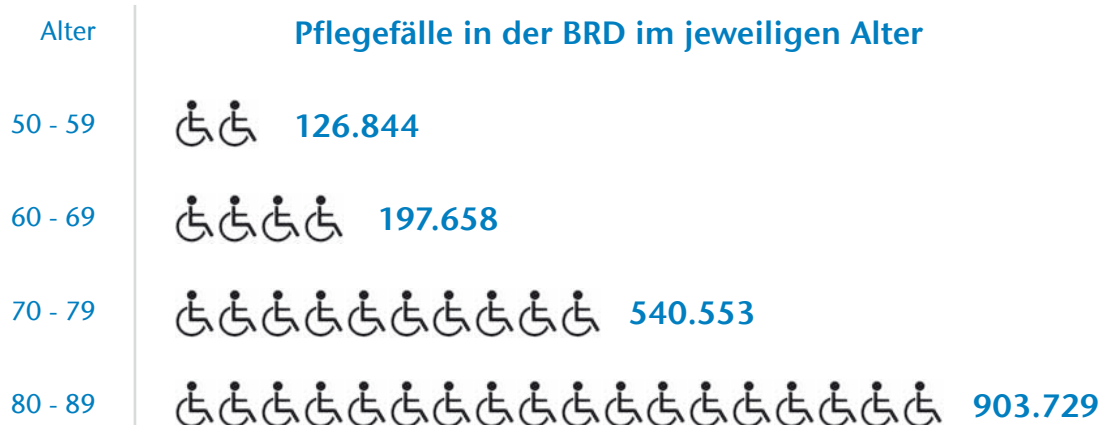 Alter Pflegefälle in der BRD im jeweiligen Alter
50 - 59 126.844
60 - 69 197.658
70 - 79 540.553
80 - 89 903.729